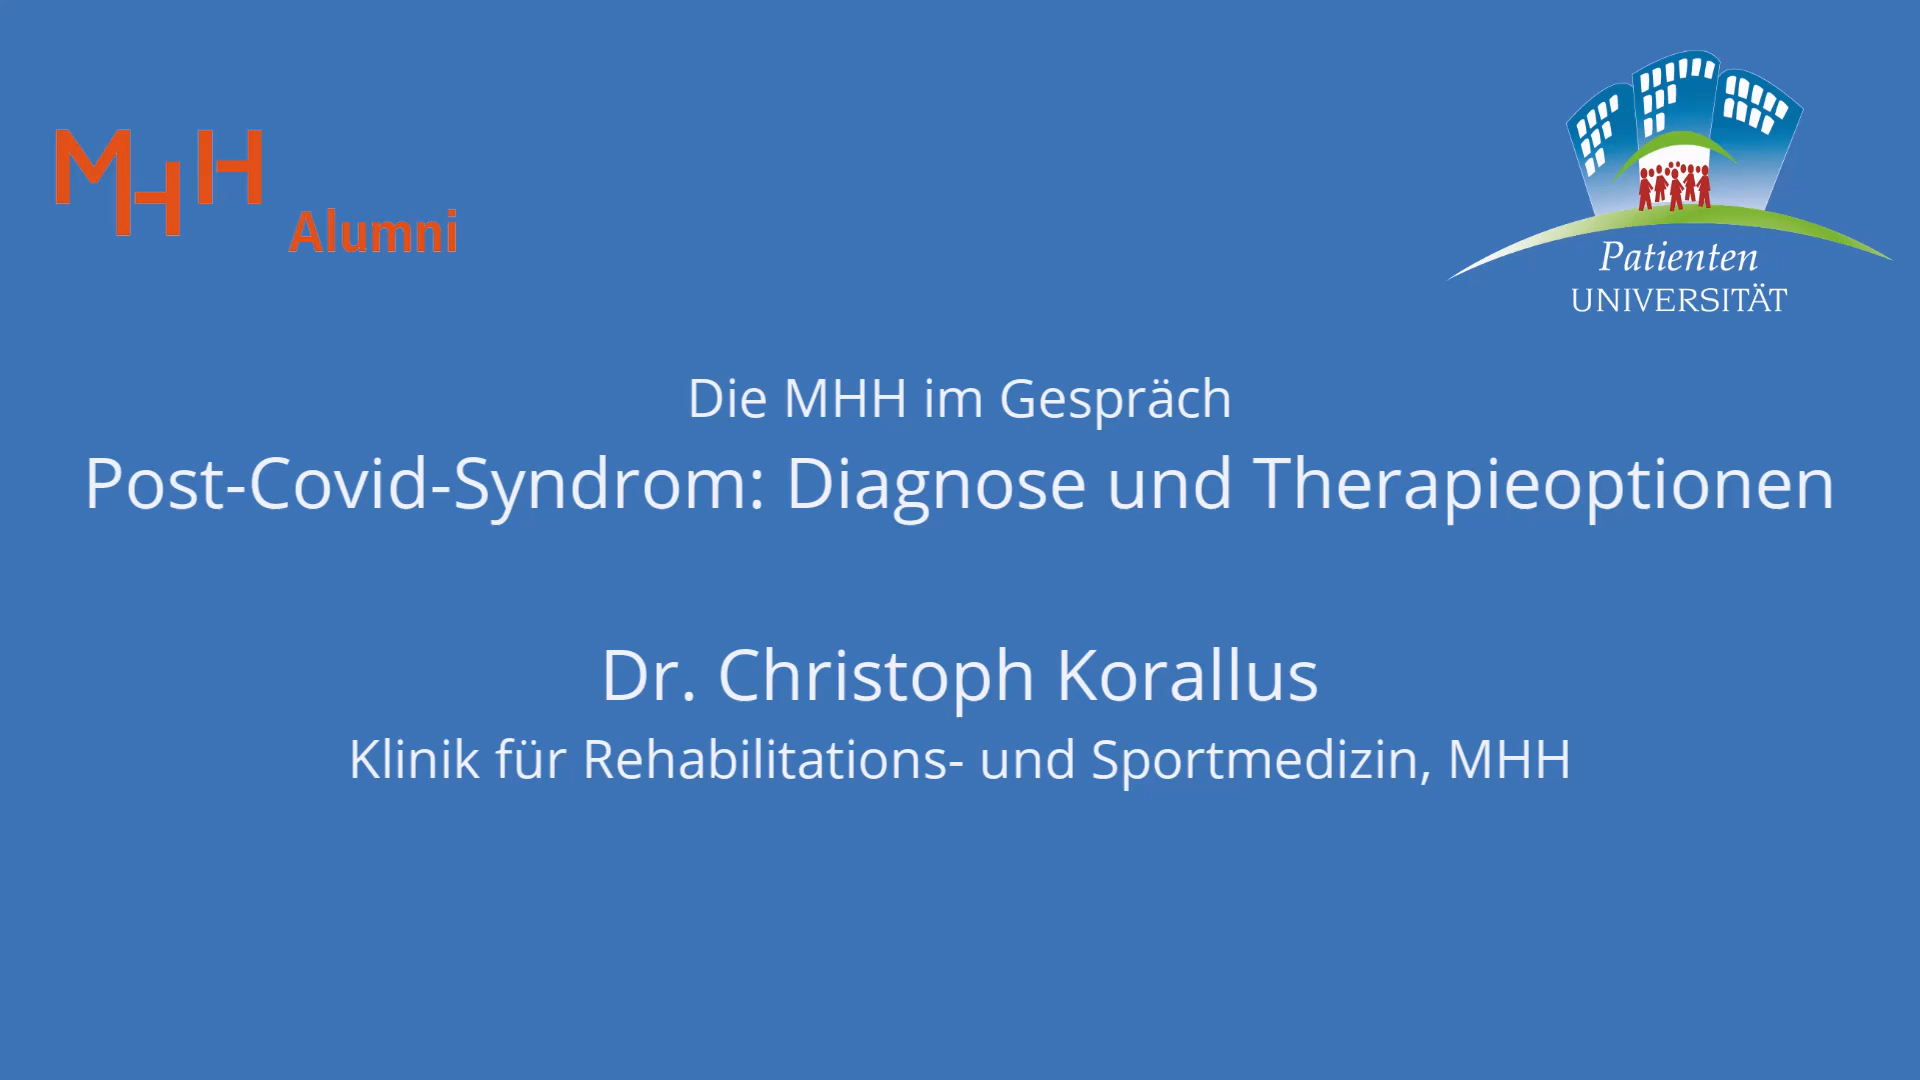 MHH
Alumni
Patienten
UNIVERSITÄT
Die MHH im Gespräch
Post-Covid-Syndrom: Diagnose und Therapieoptionen
Dr. Christoph Korallus
Klinik für Rehabilitations- und Sportmedizin, MHH